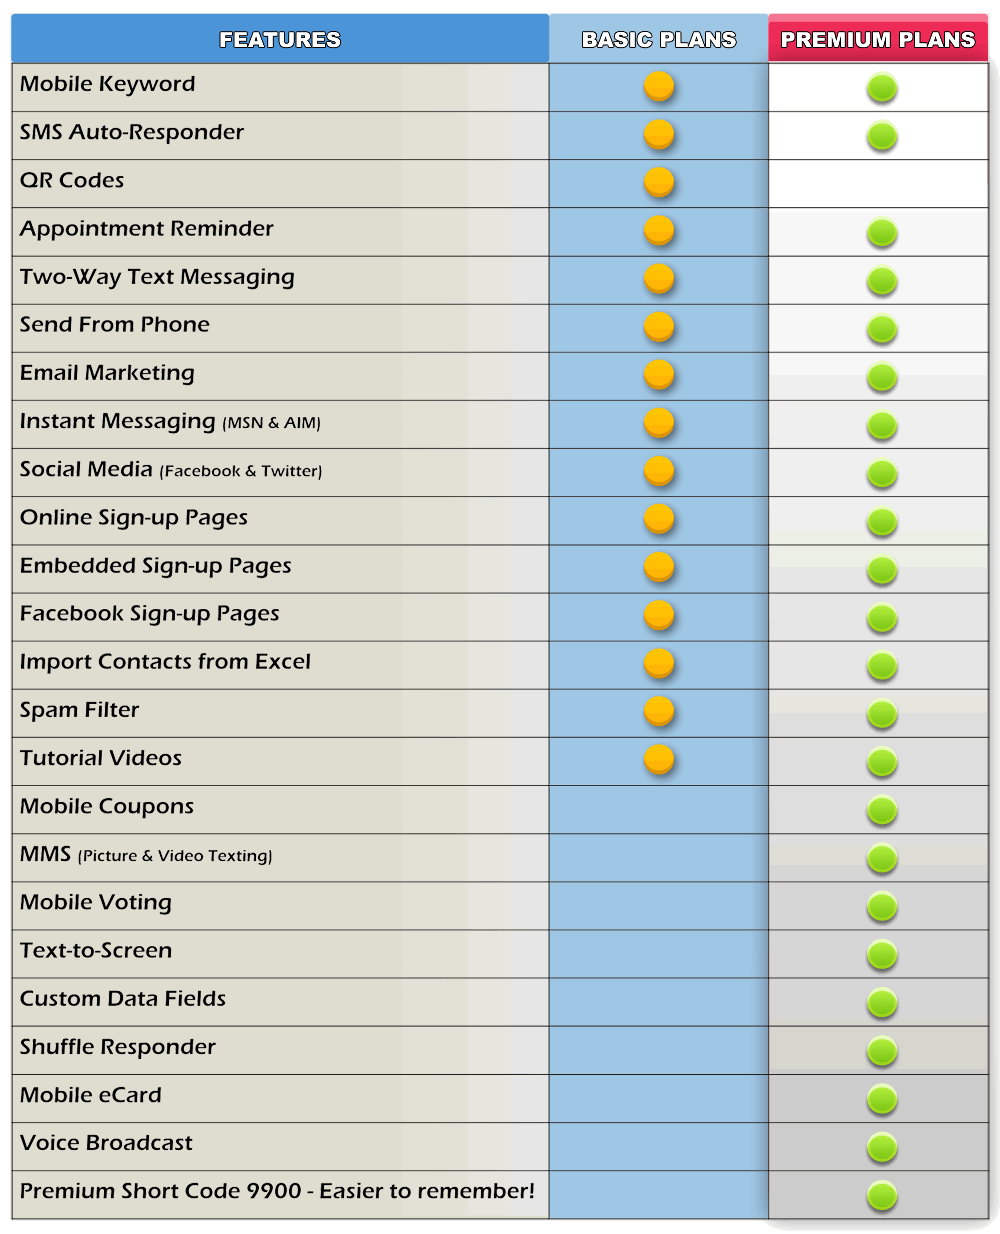 FEATURES BASIC PLANS PREMIUM PLANS
Mobile Keyword
SMS Auto-Responder
QR Codes
Appointment Reminder
Two-Way Text Messaging
Send From Phone
Email Marketing
Instant Messaging (MSN & AIM)
Social Media (Facebook & Twitter)
Online Sign-up Pages
Embedded Sign-up Pages
Facebook Sign-up Pages
Import Contacts from Excel
Spam Filter
Tutorial Videos
Mobile Coupons
MMS (Picture & Video Texting)
Mobile Voting
Text-to-Screen
Custom Data Fields
Shuffle Responder
Mobile eCard
Voice Broadcast
Premium Short Code 9900 - Easier to remember!